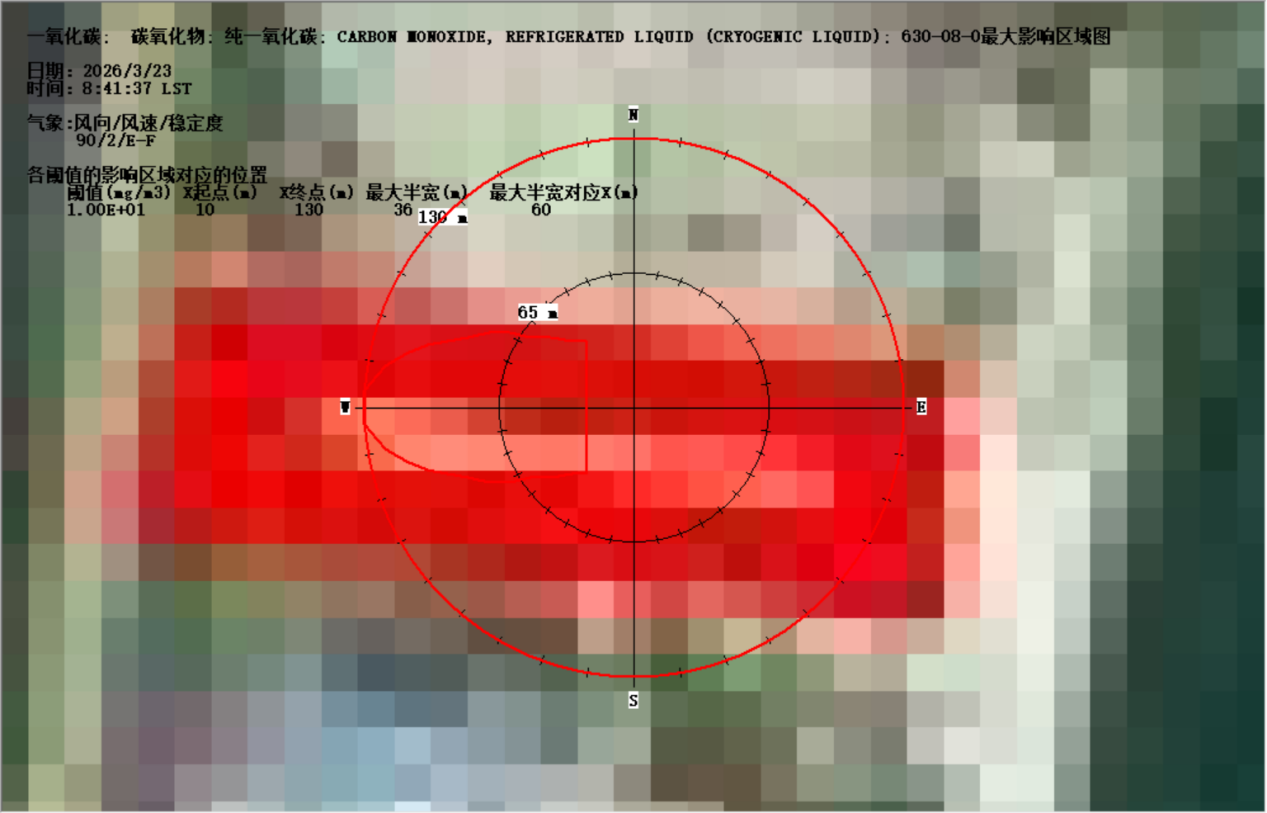 一氧化碳: 碳氧化物: 纯一氧化碳: CARBON MONOXIDE, REFRIGERATED LIQUID (CRYOGENIC LIQUID): 630-08-0最大影响区域图
日期: 2026/3/23
时间: 8:41:37 LST
气象:风向/风速/稳定度
90/2/E-F
各阈值的影响区域对应的位置
阈值(mg/m3) X起点(m) X终点(m) 最大半宽(m) 最大半宽对应X(m)
1.00E+01 10 130 36 60
N
130 m
65 m
W
E
S